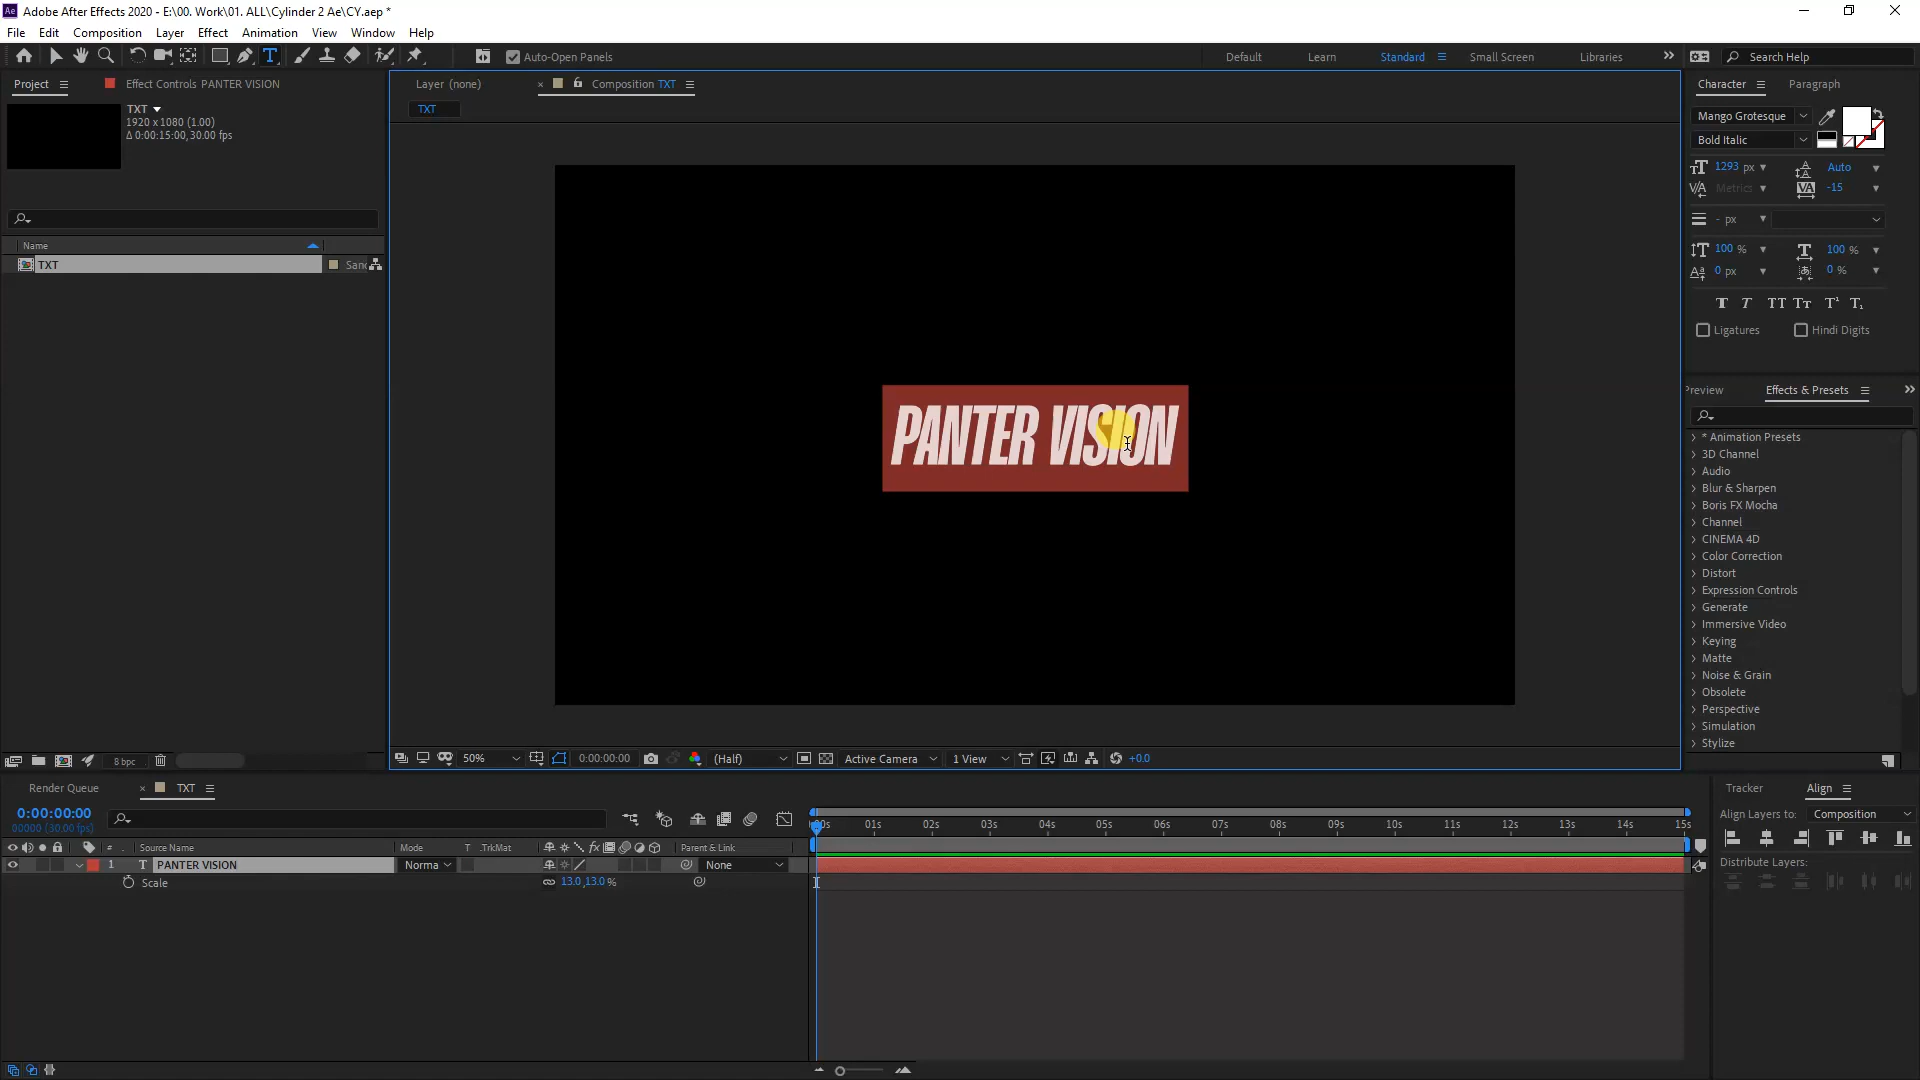 Adobe After Effects 2020 - E:\00. Work\01. ALL\Cylinder 2 Ae\CY.aep *
File Edit Composition Layer Effect Animation View Window Help
Auto-Open Panels
Default Learn Standard Small Screen Libraries
Search Help
Project
Effect Controls PANTER VISION
TXT
1920 x 1080 (1.00)
Δ 0:00:15:00, 30.00 fps
Name
TXT
8 bpc
Layer (none)
Composition TXT
TXT
PANTER VISION
50% 0:00:00:00 (Half) Active Camera 1 View +0.0
Character Paragraph
Mango Grotesque
Bold Italic
1293 px Auto
Metrics -15
- px
100 % 100 %
0 px 0 %
Ligatures Hindi Digits
Preview Effects & Presets
* Animation Presets
3D Channel
Audio
Blur & Sharpen
Boris FX Mocha
Channel
CINEMA 4D
Color Correction
Distort
Expression Controls
Generate
Immersive Video
Keying
Matte
Noise & Grain
Obsolete
Perspective
Simulation
Stylize
Render Queue
TXT
0:00:00:00
00000 (30.00 fps)
01s 02s 03s 04s 05s 06s 07s 08s 09s 10s 11s 12s 13s 14s 15s
# Source Name Mode T .TrkMat Parent & Link
1 T PANTER VISION Norma None
Scale 13.0,13.0 %
Tracker Align
Align Layers to: Composition
Distribute Layers: